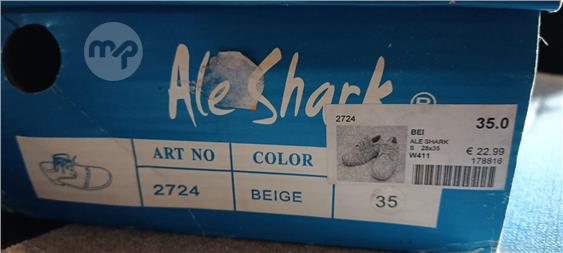 mp
Ale Shark ®
ART NO COLOR
2724 BEIGE 35
2724 BEI 35.0
ALE SHARK
S 28x35 € 22.99
W411 178816